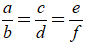 a/b = c/d = e/f